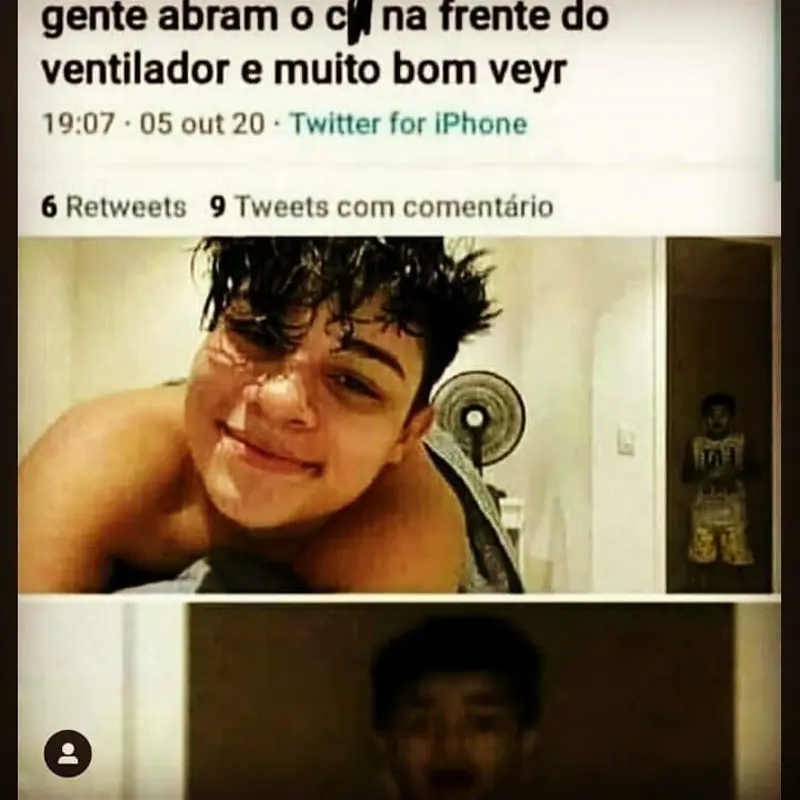 gente abram o c na frente do
ventilador e muito bom veyr
19:07 · 05 out 20 · Twitter for iPhone
6 Retweets 9 Tweets com comentário